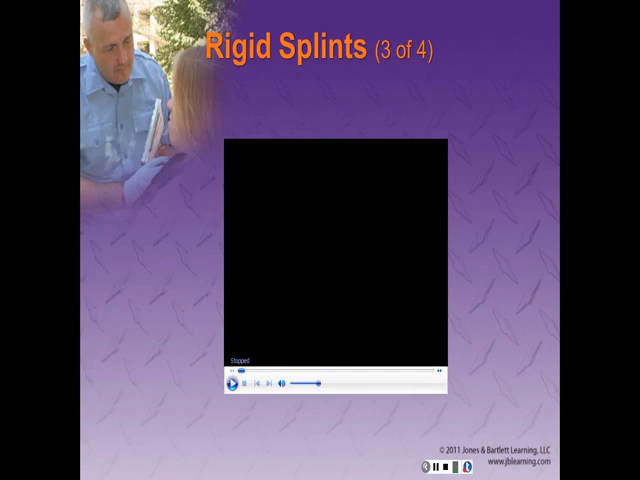 Rigid Splints (3 of 4)
Stopped
© 2011 Jones & Bartlett Learning, LLC
www.jblearning.com